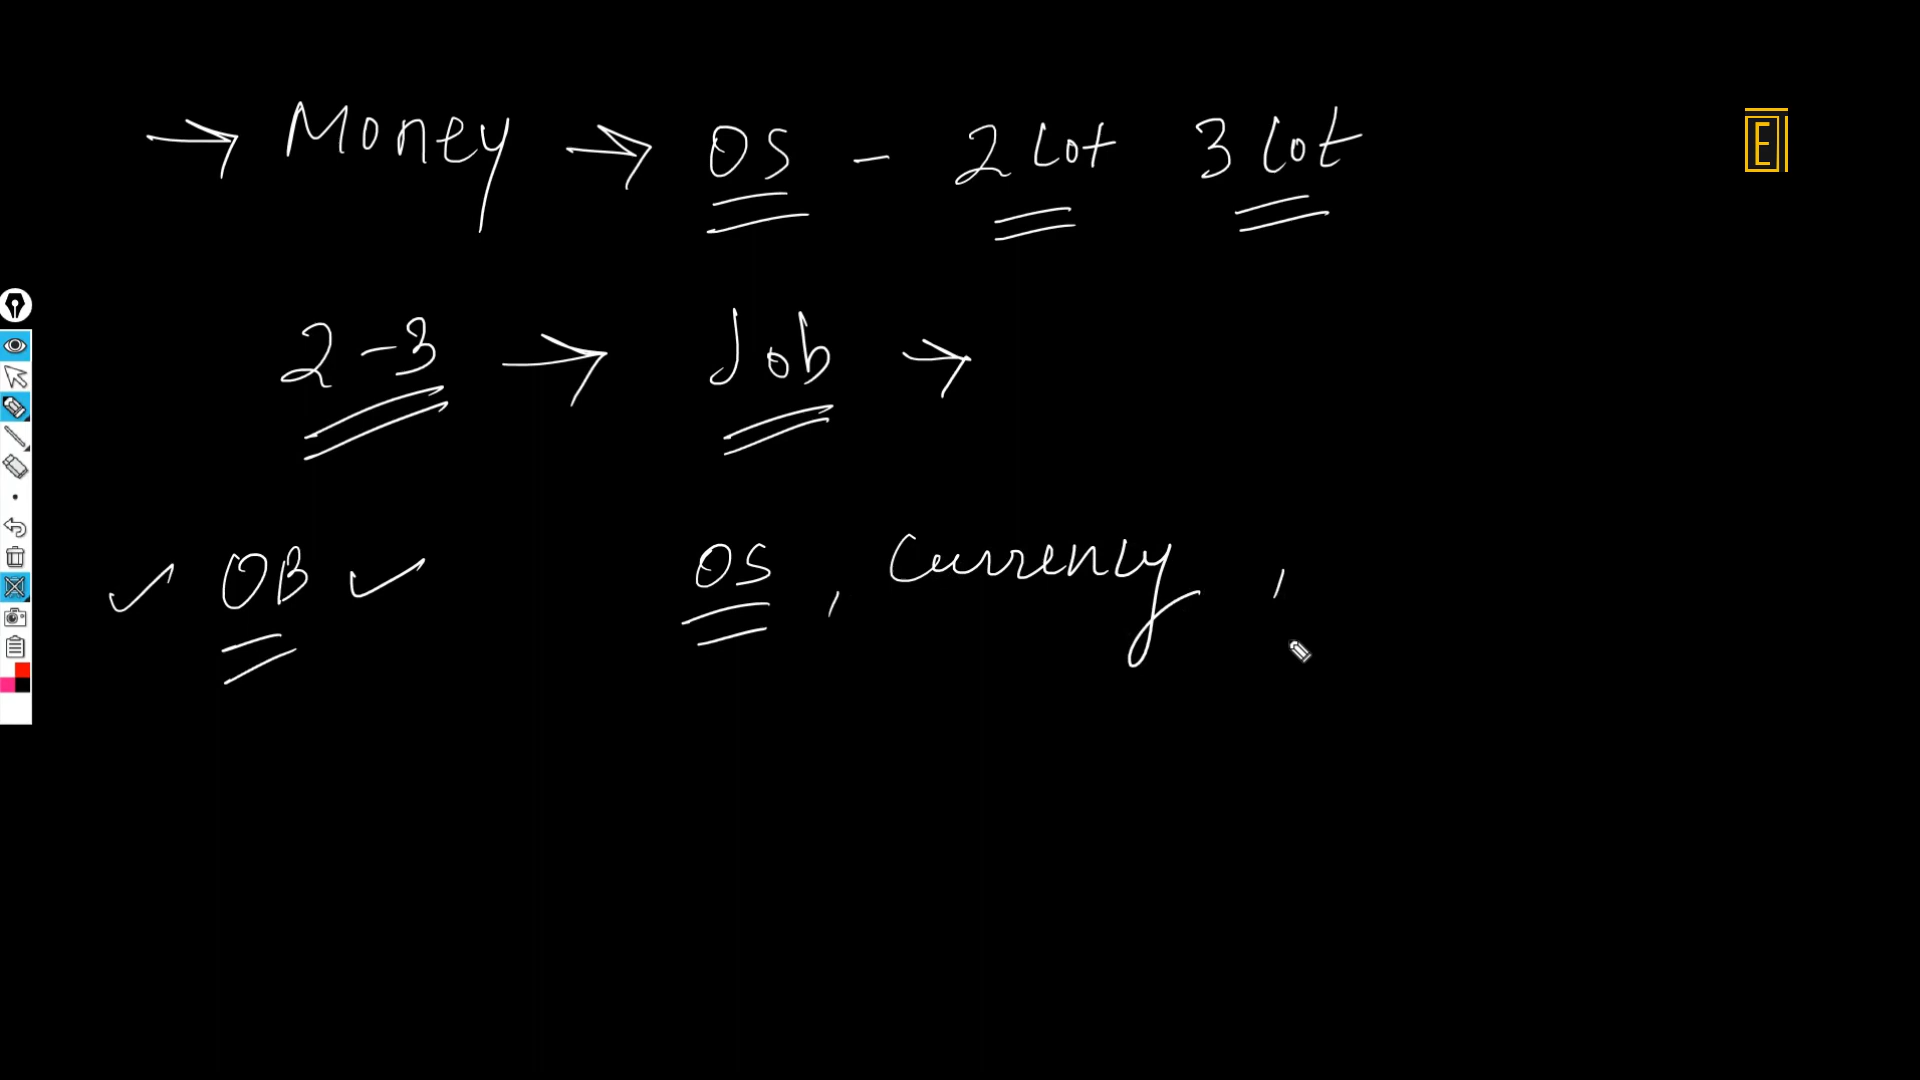 → Money → OS - 2 Lot 3 Lot
2-3 → Job →
✓ OB ✓ OS, Currency,
E